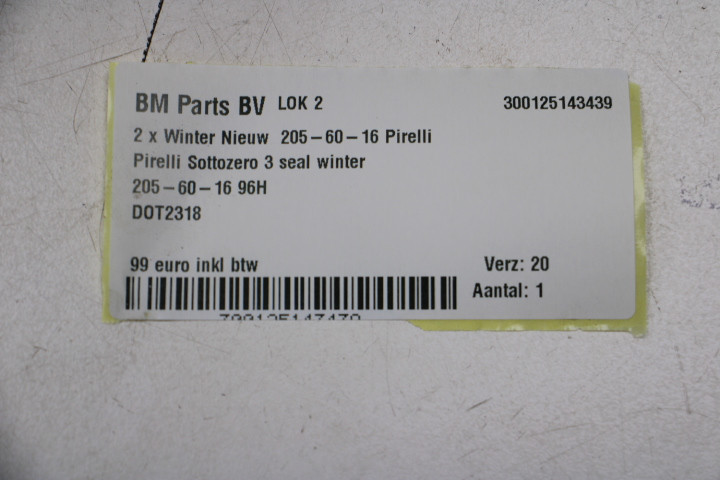 BM Parts BV LOK 2 300125143439
2 x Winter Nieuw 205-60-16 Pirelli
Pirelli Sottozero 3 seal winter
205-60-16 96H
DOT2318
99 euro inkl btw Verz: 20
Aantal: 1